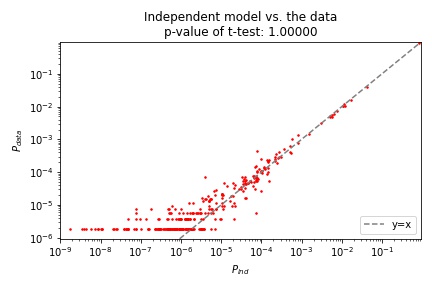 Independent model vs. the data
p-value of t-test: 1.00000
P_data
10⁻¹
10⁻²
10⁻³
10⁻⁴
10⁻⁵
10⁻⁶
y=x
10⁻⁹ 10⁻⁸ 10⁻⁷ 10⁻⁶ 10⁻⁵ 10⁻⁴ 10⁻³ 10⁻² 10⁻¹
P_ind